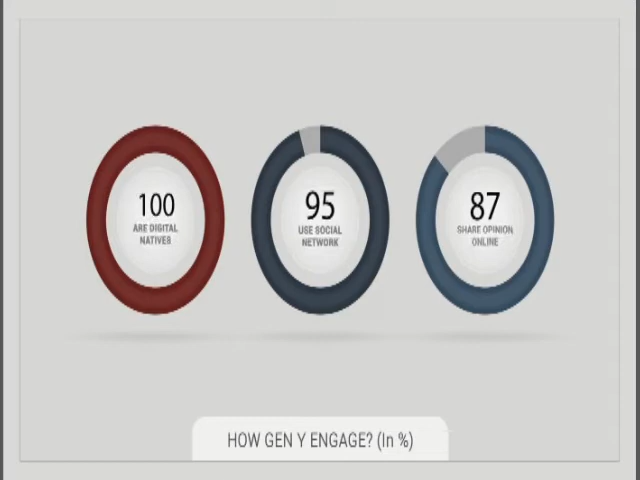 100
ARE DIGITAL
NATIVES
95
USE SOCIAL
NETWORK
87
SHARE OPINION
ONLINE
HOW GEN Y ENGAGE? (In %)